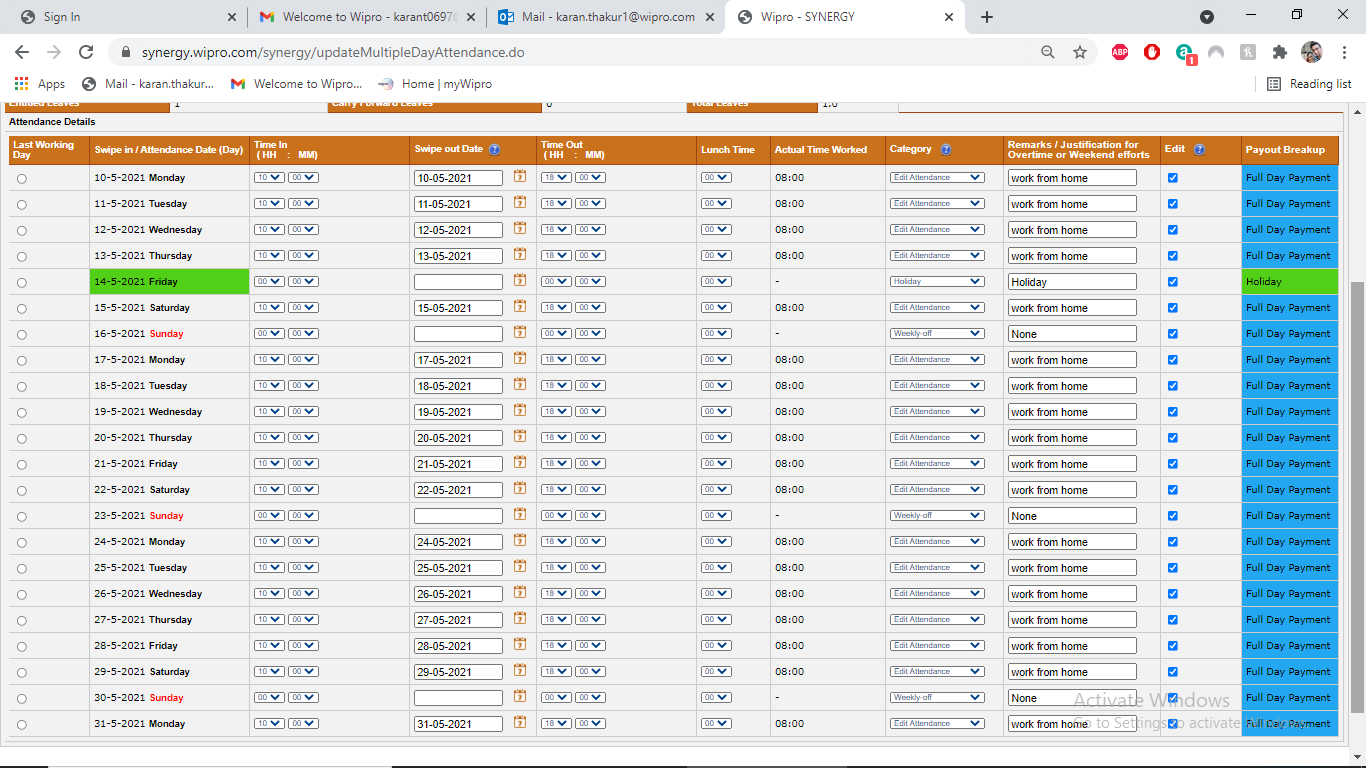 Sign In
Welcome to Wipro - karant0697@
Mail - karan.thakur1@wipro.com
Wipro - SYNERGY
synergy.wipro.com/synergy/updateMultipleDayAttendance.do
ABP
1
Apps
Mail - karan.thakur...
Welcome to Wipro...
Home | myWipro
Reading list
Entitled Leaves 1 Carry Forward Leaves 0 Total Leaves 1.0
Attendance Details
Last Working Day Swipe in / Attendance Date (Day) Time In ( HH : MM) Swipe out Date Time Out ( HH : MM) Lunch Time Actual Time Worked Category Remarks / Justification for Overtime or Weekend efforts Edit Payout Breakup
10-5-2021 Monday 10 00 10-05-2021 18 00 00 08:00 Edit Attendance work from home Full Day Payment
11-5-2021 Tuesday 10 00 11-05-2021 18 00 00 08:00 Edit Attendance work from home Full Day Payment
12-5-2021 Wednesday 10 00 12-05-2021 18 00 00 08:00 Edit Attendance work from home Full Day Payment
13-5-2021 Thursday 10 00 13-05-2021 18 00 00 08:00 Edit Attendance work from home Full Day Payment
14-5-2021 Friday 00 00 00 00 00 - Holiday Holiday Holiday
15-5-2021 Saturday 10 00 15-05-2021 18 00 00 08:00 Edit Attendance work from home Full Day Payment
16-5-2021 Sunday 00 00 00 00 00 - Weekly-off None Full Day Payment
17-5-2021 Monday 10 00 17-05-2021 18 00 00 08:00 Edit Attendance work from home Full Day Payment
18-5-2021 Tuesday 10 00 18-05-2021 18 00 00 08:00 Edit Attendance work from home Full Day Payment
19-5-2021 Wednesday 10 00 19-05-2021 18 00 00 08:00 Edit Attendance work from home Full Day Payment
20-5-2021 Thursday 10 00 20-05-2021 18 00 00 08:00 Edit Attendance work from home Full Day Payment
21-5-2021 Friday 10 00 21-05-2021 18 00 00 08:00 Edit Attendance work from home Full Day Payment
22-5-2021 Saturday 10 00 22-05-2021 18 00 00 08:00 Edit Attendance work from home Full Day Payment
23-5-2021 Sunday 00 00 00 00 00 - Weekly-off None Full Day Payment
24-5-2021 Monday 10 00 24-05-2021 18 00 00 08:00 Edit Attendance work from home Full Day Payment
25-5-2021 Tuesday 10 00 25-05-2021 18 00 00 08:00 Edit Attendance work from home Full Day Payment
26-5-2021 Wednesday 10 00 26-05-2021 18 00 00 08:00 Edit Attendance work from home Full Day Payment
27-5-2021 Thursday 10 00 27-05-2021 18 00 00 08:00 Edit Attendance work from home Full Day Payment
28-5-2021 Friday 10 00 28-05-2021 18 00 00 08:00 Edit Attendance work from home Full Day Payment
29-5-2021 Saturday 10 00 29-05-2021 18 00 00 08:00 Edit Attendance work from home Full Day Payment
30-5-2021 Sunday 00 00 00 00 00 - Weekly-off None Full Day Payment
31-5-2021 Monday 10 00 31-05-2021 18 00 00 08:00 Edit Attendance work from home Full Day Payment
Activate Windows
Go to Settings to activate Windows.